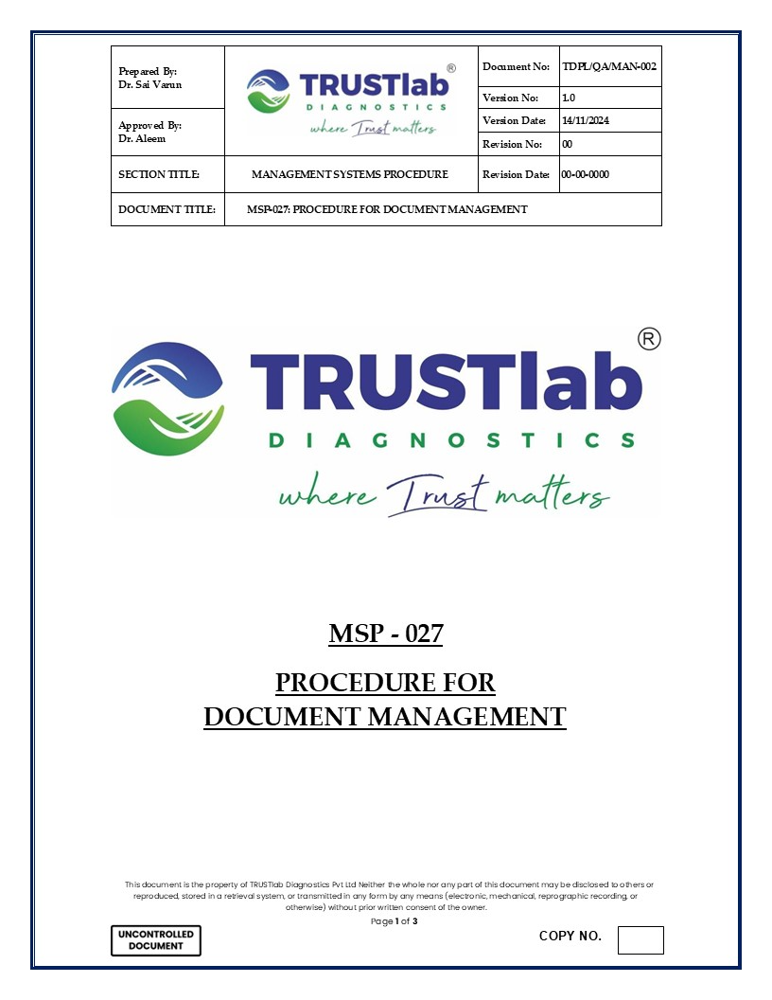 Prepared By:
Dr. Sai Varun
Approved By:
Dr. Aleem
TRUSTlab ®
DIAGNOSTICS
where Trust matters
Document No: TDPL/QA/MAN-002
Version No: 1.0
Version Date: 14/11/2024
Revision No: 00
SECTION TITLE: MANAGEMENT SYSTEMS PROCEDURE Revision Date: 00-00-0000
DOCUMENT TITLE: MSP-027: PROCEDURE FOR DOCUMENT MANAGEMENT
TRUSTlab ®
DIAGNOSTICS
where Trust matters
MSP - 027
PROCEDURE FOR
DOCUMENT MANAGEMENT
This document is the property of TRUSTlab Diagnostics Pvt Ltd Neither the whole nor any part of this document may be disclosed to others or
reproduced, stored in a retrieval system, or transmitted in any form by any means (electronic, mechanical, reprographic recording, or
otherwise) without prior written consent of the owner.
Page 1 of 3
UNCONTROLLED
DOCUMENT
COPY NO.